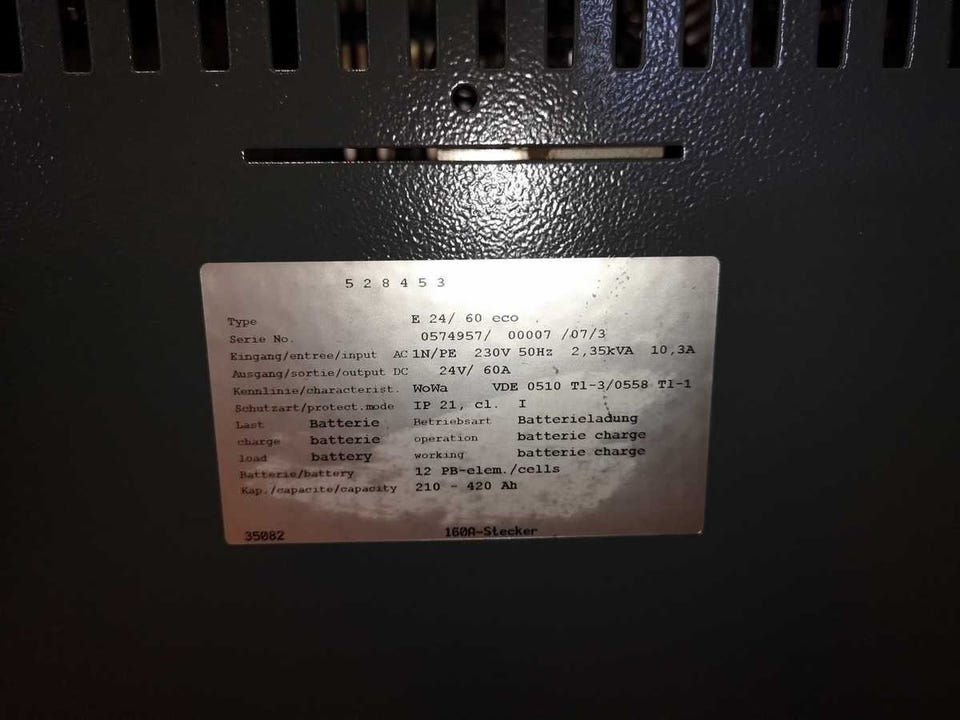 528453
Type E 24/ 60 eco
Serie No. 0574957/ 00007 /07/3
Eingang/entree/input AC 1N/PE 230V 50Hz 2,35kVA 10,3A
Ausgang/sortie/output DC 24V/ 60A
Kennlinie/characterist. WoWa VDE 0510 T1-3/0558 T1-1
Schutzart/protect.mode IP 21, cl. I
Last Batterie Betriebsart Batterieladung
charge batterie operation batterie charge
load battery working batterie charge
Batterie/battery 12 PB-elem./cells
Kap./capacite/capacity 210 - 420 Ah
35082 160A-Stecker